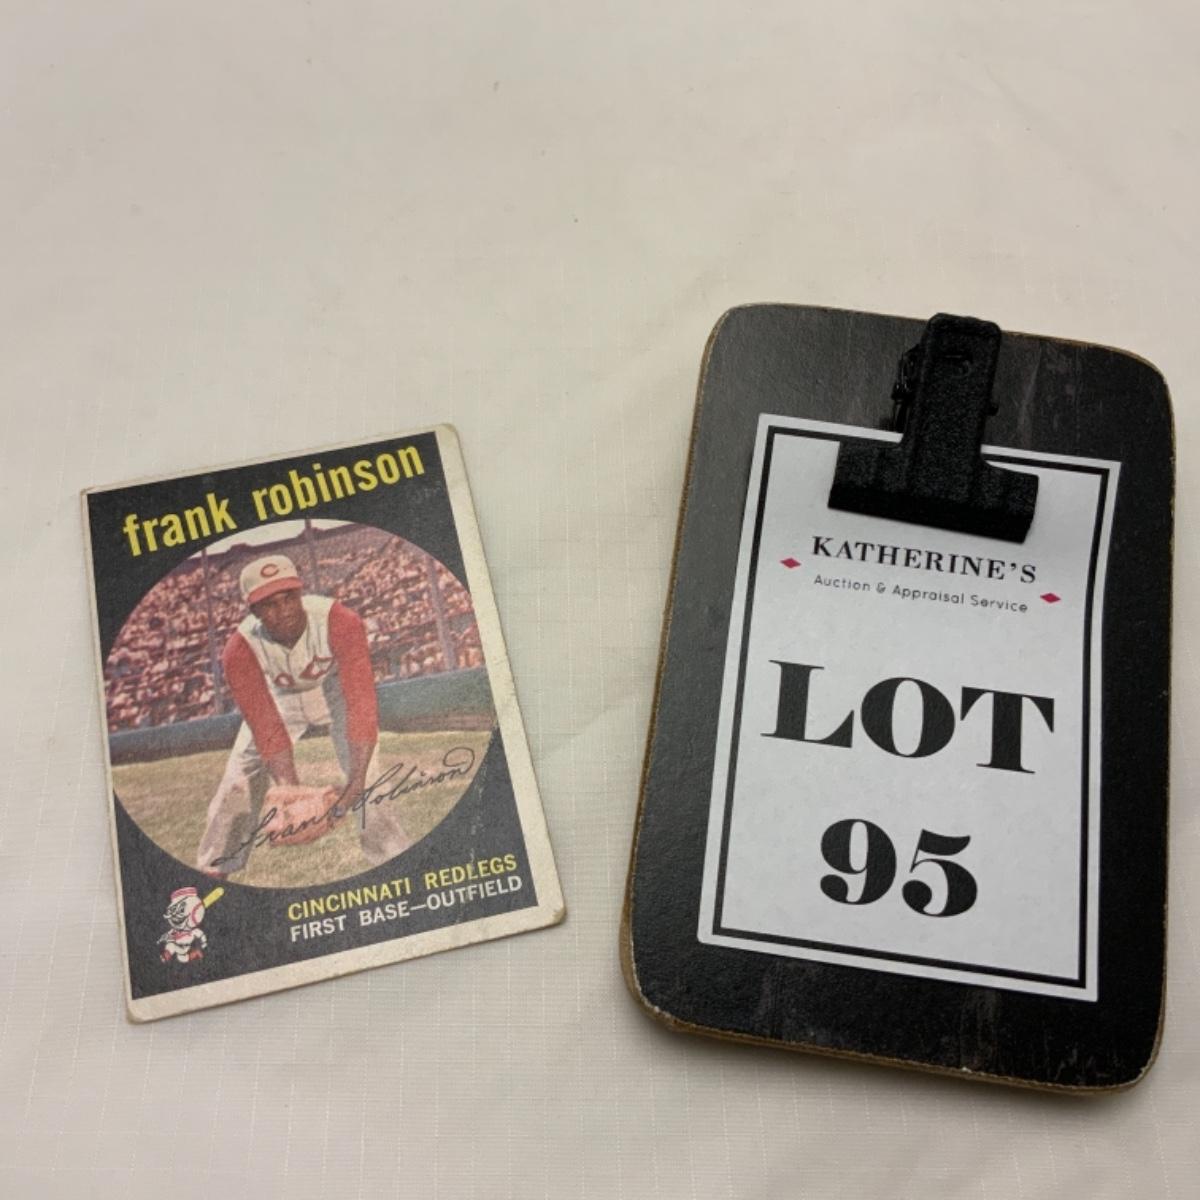 frank robinson
C
C
Frank Robinson
CINCINNATI REDLEGS
FIRST BASE—OUTFIELD
KATHERINE'S
Auction & Appraisal Service
LOT
95